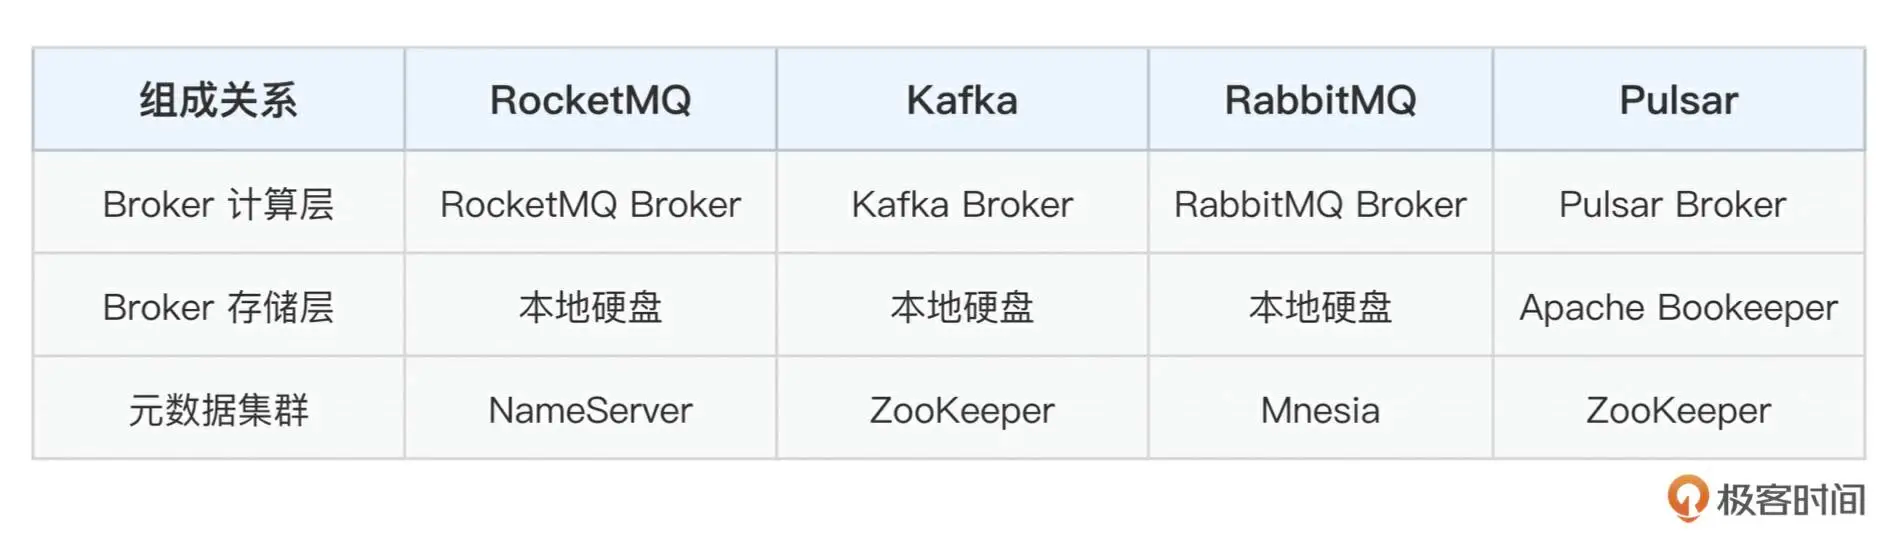 组成关系 RocketMQ Kafka RabbitMQ Pulsar
Broker 计算层 RocketMQ Broker Kafka Broker RabbitMQ Broker Pulsar Broker
Broker 存储层 本地硬盘 本地硬盘 本地硬盘 Apache Bookeeper
元数据集群 NameServer ZooKeeper Mnesia ZooKeeper
极客时间